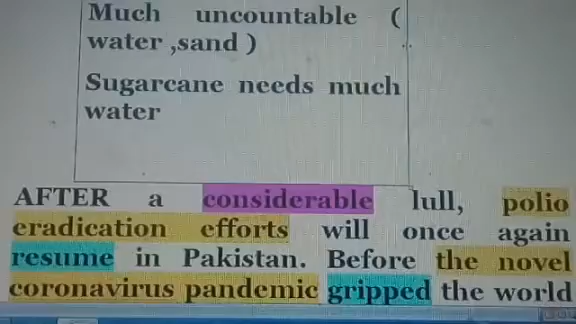 Much uncountable (
water ,sand )
Sugarcane needs much
water
AFTER a considerable lull, polio
eradication efforts will once again
resume in Pakistan. Before the novel
coronavirus pandemic gripped the world